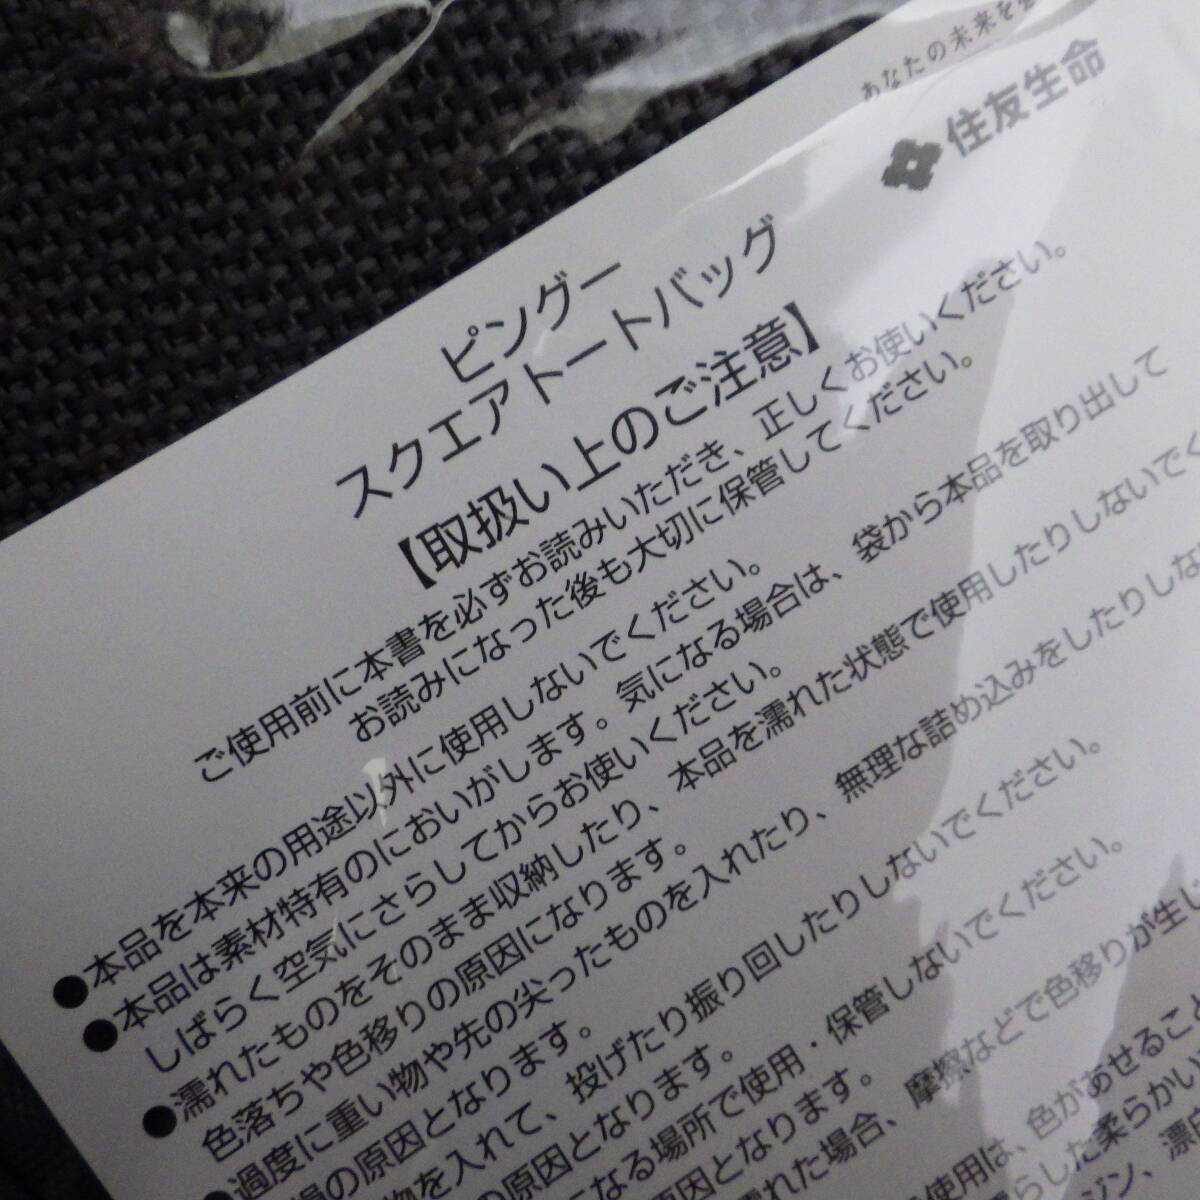 あなたの未来を
住友生命
ピングー
スクエアトートバッグ
【取扱い上のご注意】
ご使用前に本書を必ずお読みいただき、正しくお使いください。
お読みになった後も大切に保管してください。
●本品を本来の用途以外に使用しないでください。
●本品は素材特有のにおいがします。気になる場合は、袋から本品を取り出して
しばらく空気にさらしてからお使いください。
●濡れたものをそのまま収納したり、本品を濡れた状態で使用したりしないでく
色落ちや色移りの原因になります。
●過度に重い物や先の尖ったものを入れたり、無理な詰め込みをしたりしな
の原因となります。
を入れて、投げたり振り回したりしないでください。
の原因となります。
になる場所で使用・保管しないでください。
原因となります。
れた場合、摩擦などで色移りが生じ
使用は、色があせること
らした柔らかい
ジン、漂